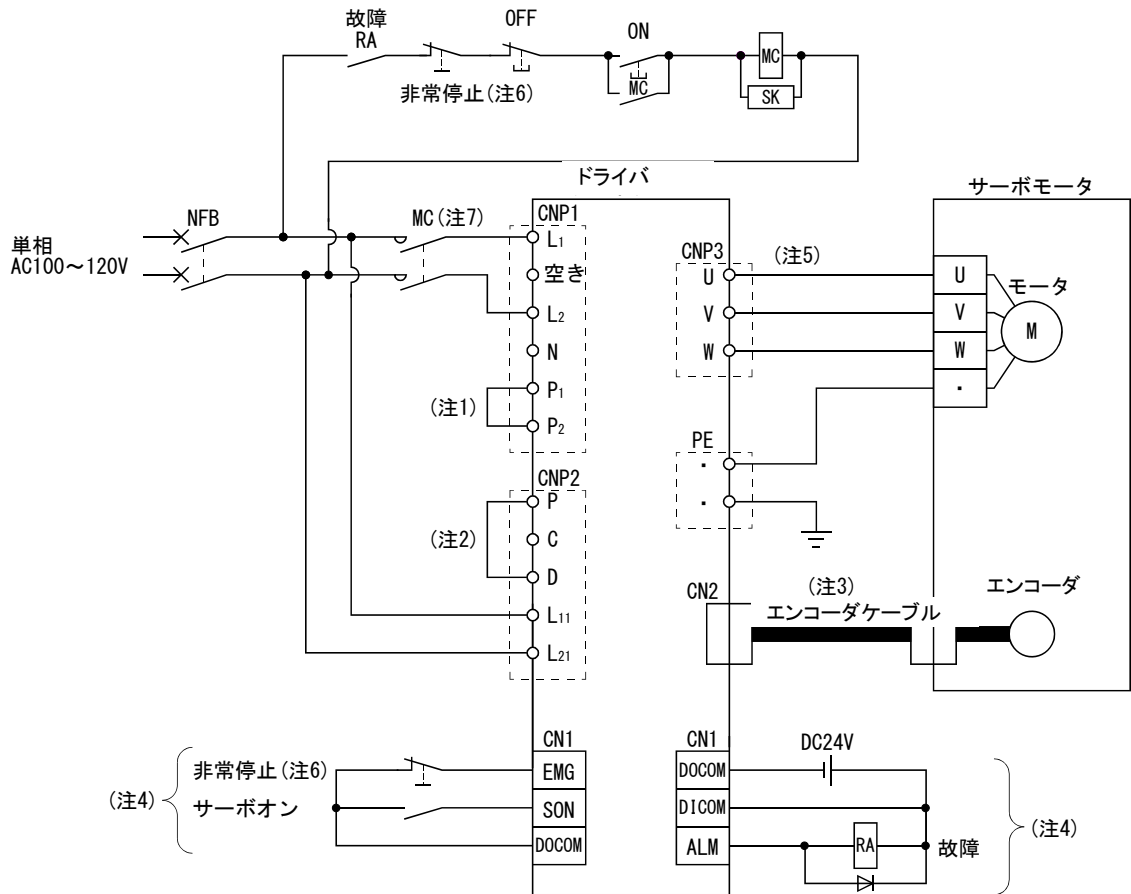 故障
RA
OFF
ON
MC
SK
MC
非常停止(注6)
ドライバ
サーボモータ
NFB
MC(注7)
CNP1
単相
AC100~120V
L1
空き
L2
N
P1
P2
(注1)
CNP3
U
V
W
(注5)
U
V
W
・
モータ
M
PE
・
・
CNP2
P
C
D
L11
L21
(注2)
CN2
(注3)
エンコーダケーブル
エンコーダ
CN1
EMG
SON
DOCOM
非常停止(注6)
サーボオン
(注4)
CN1
DOCOM
DICOM
ALM
DC24V
RA
故障
(注4)